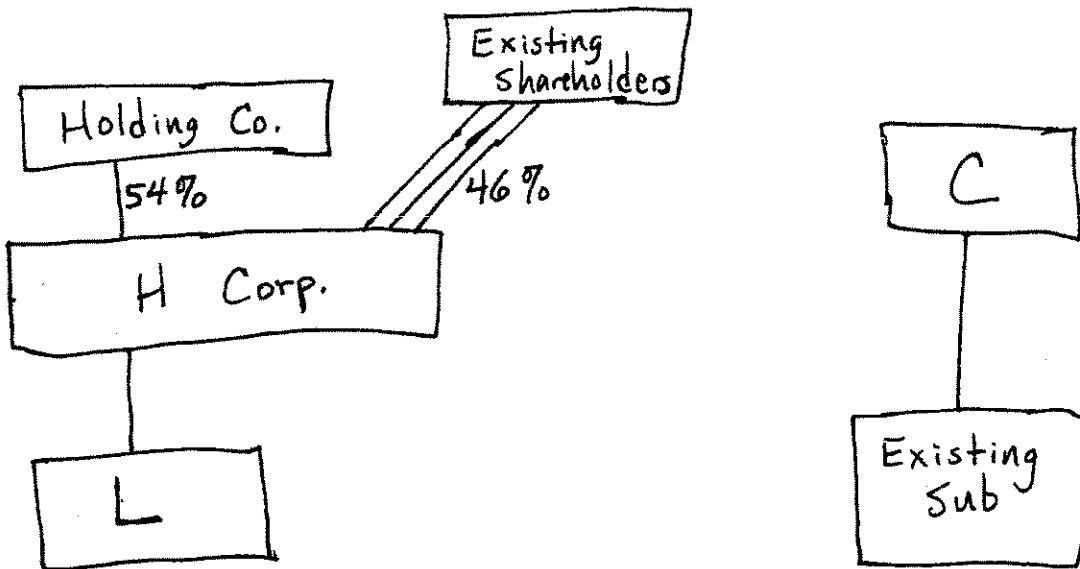 Existing
Shareholders
Holding Co.
54%
46%
H Corp.
L
C
Existing
Sub